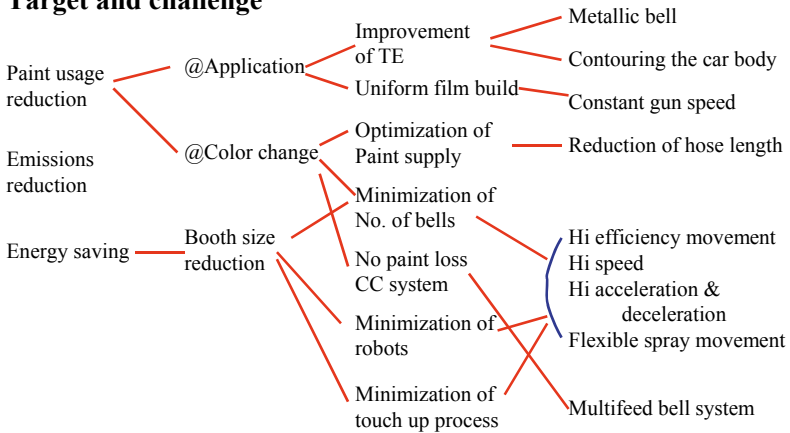 Target and challenge
Paint usage
reduction
Emissions
reduction
Energy saving
@Application
@Color change
Booth size
reduction
Improvement
of TE
Uniform film build
Optimization of
Paint supply
Minimization of
No. of bells
No paint loss
CC system
Minimization of
robots
Minimization of
touch up process
Metallic bell
Contouring the car body
Constant gun speed
Reduction of hose length
Hi efficiency movement
Hi speed
Hi acceleration &
deceleration
Flexible spray movement
Multifeed bell system